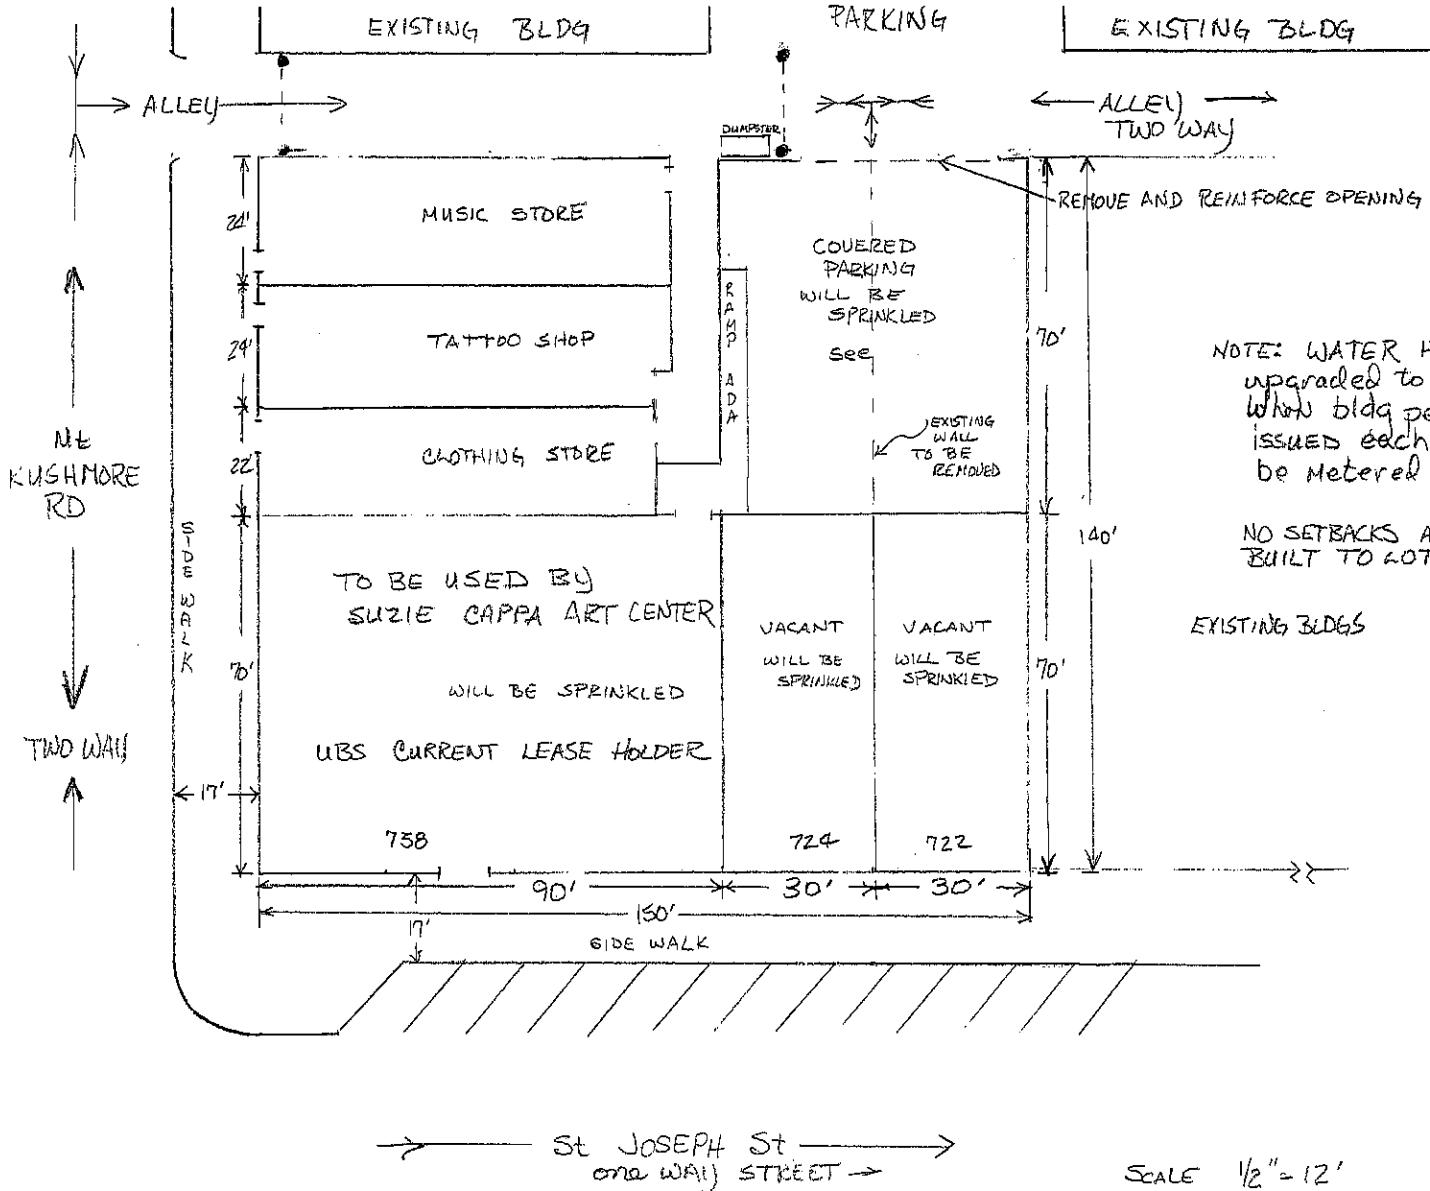 EXISTING BLDG
PARKING
EXISTING BLDG
ALLEY
ALLEY
TWO WAY
DUMPSTER
REMOVE AND REINFORCE OPENING
24'
MUSIC STORE
COVERED
PARKING
WILL BE
SPRINKLED
see
RAMP ADA
70'
24'
TATTOO SHOP
NOTE: WATER H
upgraded to
when bldg pe
ISSUED each
be Metered
EXISTING
WALL
TO BE
REMOVED
22'
CLOTHING STORE
Mt
RUSHMORE
RD
TWO WAY
SIDE WALK
140'
NO SETBACKS A
BUILT TO LOT
EXISTING BLDGS
70'
TO BE USED BY
SUZIE CAPPA ART CENTER
WILL BE SPRINKLED
UBS CURRENT LEASE HOLDER
VACANT
WILL BE
SPRINKLED
VACANT
WILL BE
SPRINKLED
70'
17'
738
724
722
90'
30'
30'
150'
17'
SIDE WALK
St JOSEPH St
one WAY STREET
SCALE 1/2" = 12'